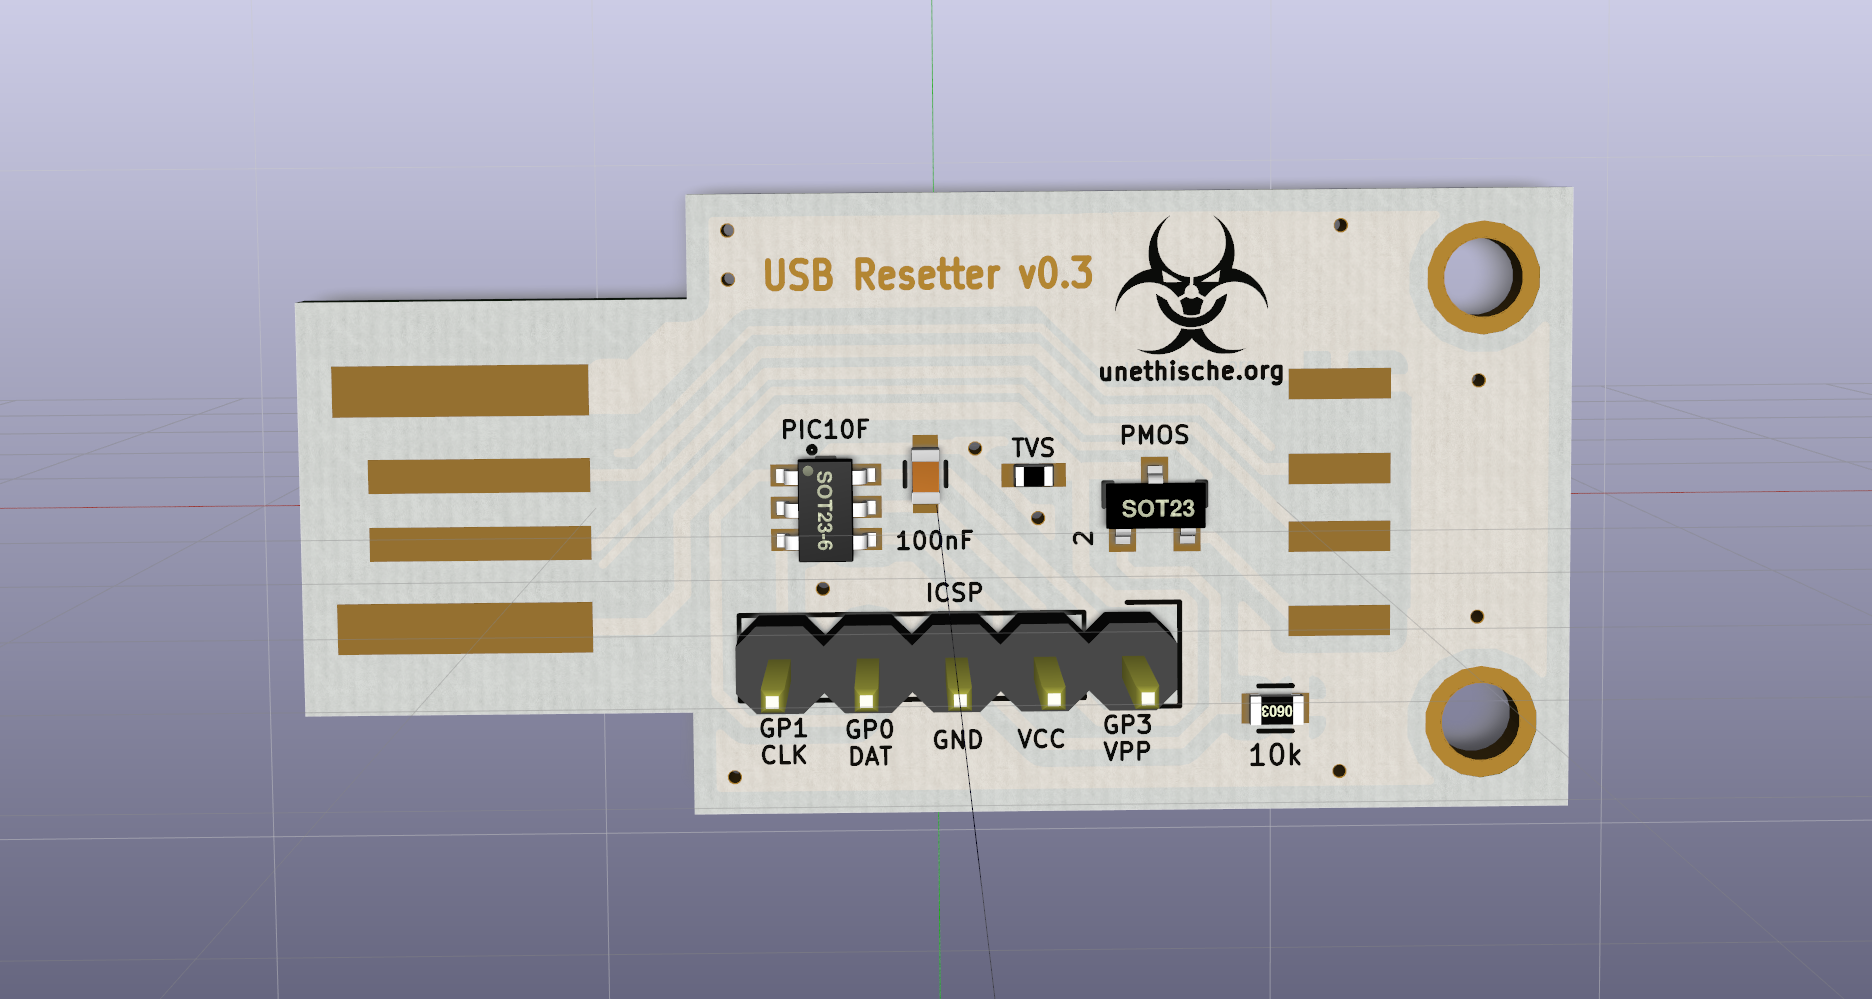 USB Resetter v0.3
unethische.org
PIC10F
TVS
PMOS
SOT23-6
SOT23
100nF
2
ICSP
GP1
CLK
GP0
DAT
GND
VCC
GP3
VPP
0603
10k